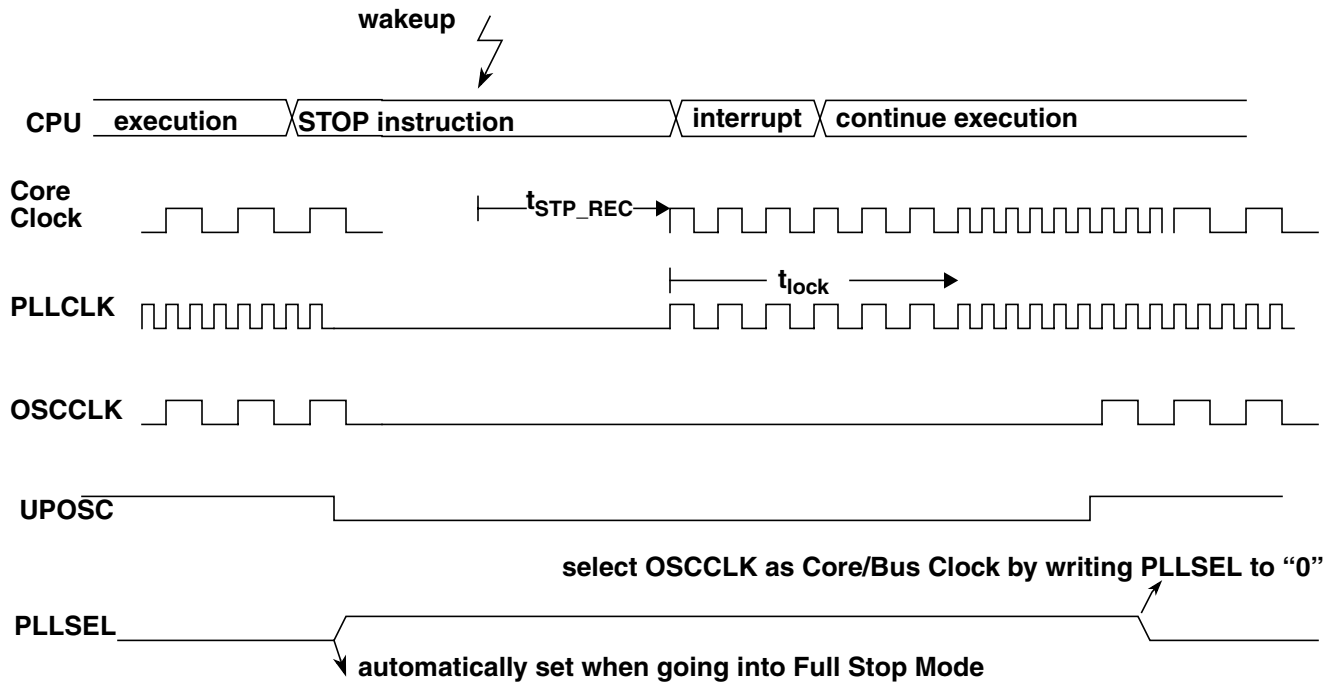 wakeup
CPU execution STOP instruction interrupt continue execution
Core
Clock
tSTP_REC
PLLCLK
tlock
OSCCLK
UPOSC
select OSCCLK as Core/Bus Clock by writing PLLSEL to “0”
PLLSEL
automatically set when going into Full Stop Mode